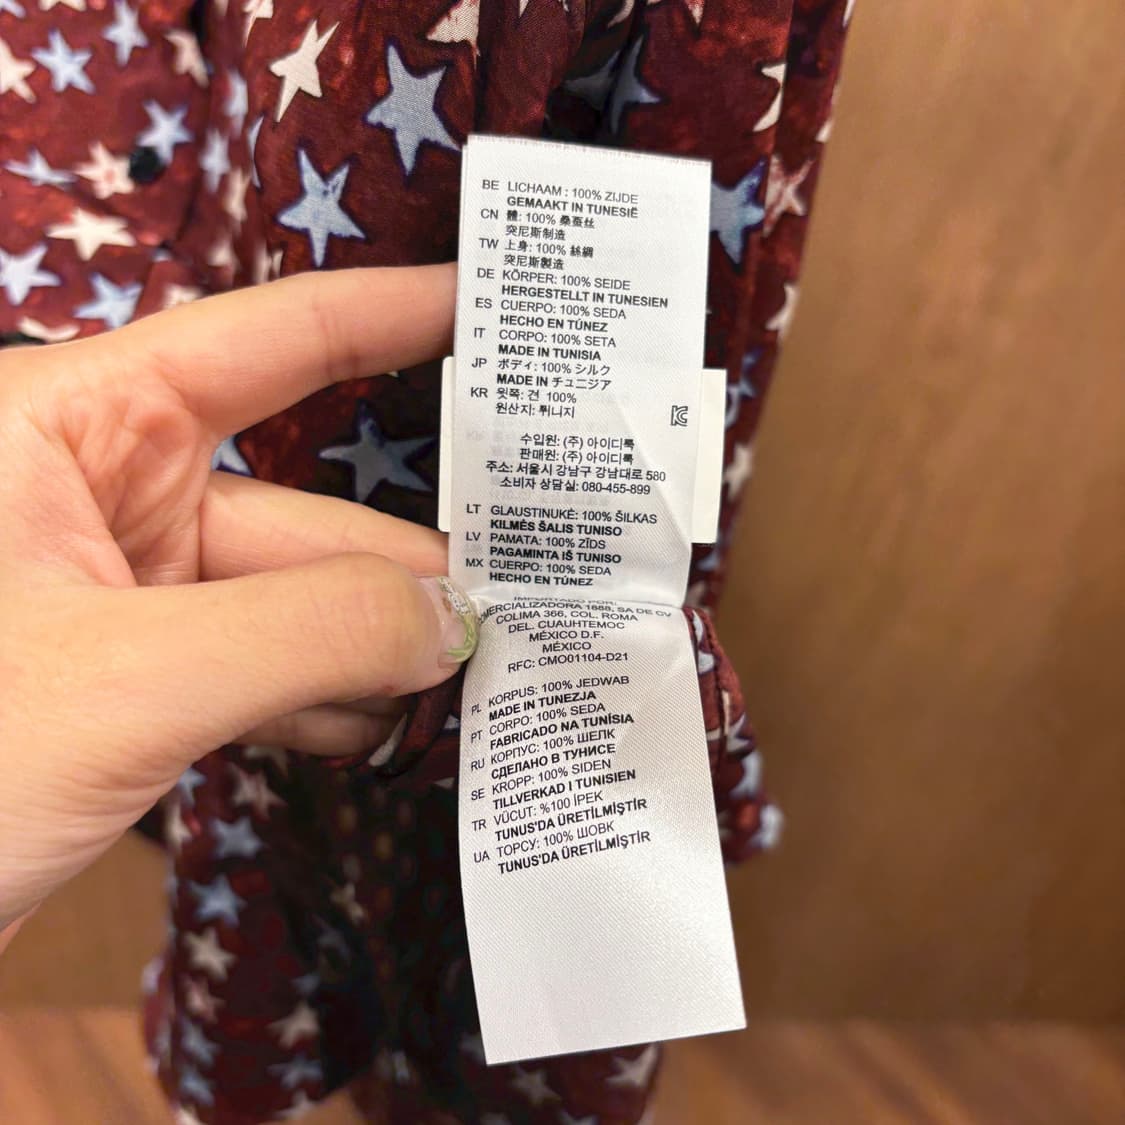 BE LICHAAM : 100% ZIJDE
GEMAAKT IN TUNESIË
CN 體: 100% 桑蚕丝
突尼斯制造
TW 上身: 100% 絲綢
突尼斯製造
DE KÖRPER: 100% SEIDE
HERGESTELLT IN TUNESIEN
ES CUERPO: 100% SEDA
HECHO EN TÚNEZ
IT CORPO: 100% SETA
MADE IN TUNISIA
JP ボディ: 100% シルク
MADE IN チュニジア
KR 윗쪽: 견 100%
원산지: 튀니지
수입원: (주) 아이디룩
판매원: (주) 아이디룩
주소: 서울시 강남구 강남대로 580
소비자 상담실: 080-455-899
LT GLAUSTINUKĖ: 100% ŠILKAS
KILMĖS ŠALIS TUNISO
LV PAMATA: 100% ZĪDS
PAGAMINTA IŠ TUNISO
MX CUERPO: 100% SEDA
HECHO EN TÚNEZ
IMPORTADO POR:
COMERCIALIZADORA 1888, SA DE CV
COLIMA 366, COL. ROMA
DEL. CUAUHTEMOC
MÉXICO D.F.
MÉXICO
RFC: CMO01104-D21
PL KORPUS: 100% JEDWAB
MADE IN TUNEZJA
PT CORPO: 100% SEDA
FABRICADO NA TUNÍSIA
RU КОРПУС: 100% ШЕЛК
СДЕЛАНО В ТУНИСЕ
SE KROPP: 100% SIDEN
TILLVERKAD I TUNISIEN
TR VÜCUT: %100 İPEK
TUNUS'DA ÜRETİLMİŞTİR
UA ТОРСУ: 100% ШОВК
TUNUS'DA ÜRETİLMİŞTİR